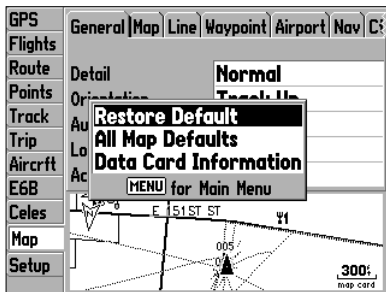 GPS
Flights
Route
Points
Track
Trip
Aircrft
E6B
Celes
Map
Setup
General Map Line Waypoint Airport Nav
Detail Normal
Restore Default
All Map Defaults
Data Card Information
MENU for Main Menu
E 151ST ST
005
300
map card